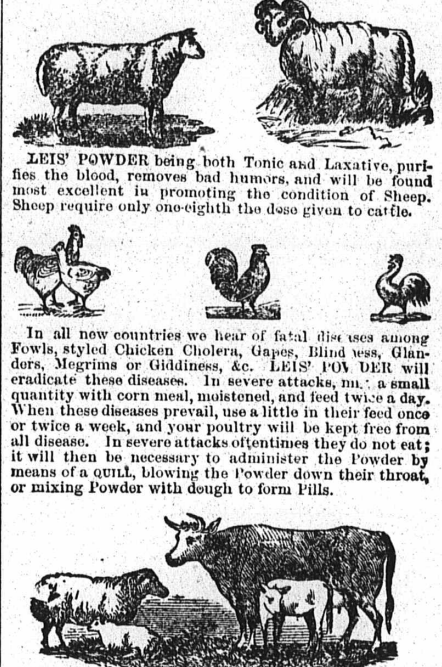 LEIS' POWDER being both Tonic and Laxative, puri-
fies the blood, removes bad humors, and will be found
most excellent in promoting the condition of Sheep.
Sheep require only one-eighth the dose given to cattle.
In all new countries we hear of fatal diseases among
Fowls, styled Chicken Cholera, Gapes, Blindness, Glan-
ders, Megrims or Giddiness, &c. LEIS' POWDER will
eradicate these diseases. In severe attacks, mix a small
quantity with corn meal, moistened, and feed twice a day.
When these diseases prevail, use a little in their feed once
or twice a week, and your poultry will be kept free from
all disease. In severe attacks oftentimes they do not eat;
it will then be necessary to administer the Powder by
means of a QUILL, blowing the Powder down their throat,
or mixing Powder with dough to form Pills.